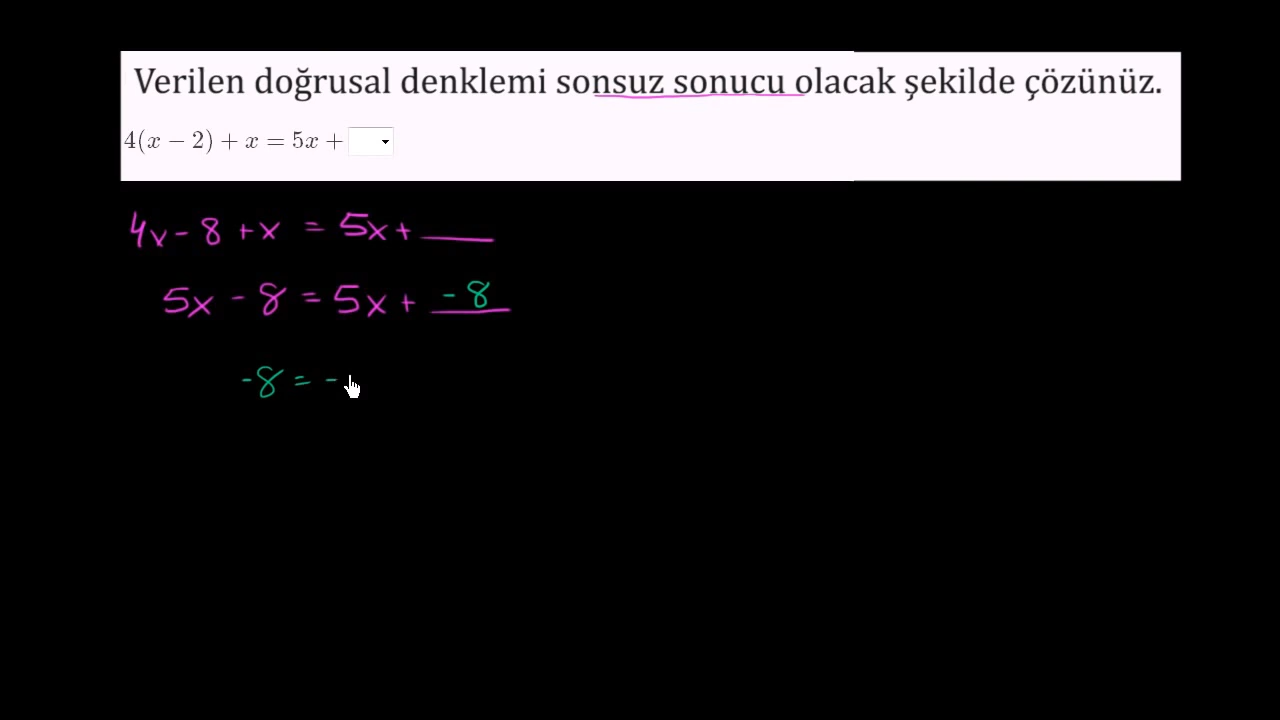 Verilen doğrusal denklemi sonsuz sonucu olacak şekilde çözünüz.
4(x − 2) + x = 5x +
4x - 8 + x = 5x + ___
5x - 8 = 5x + -8
-8 = -